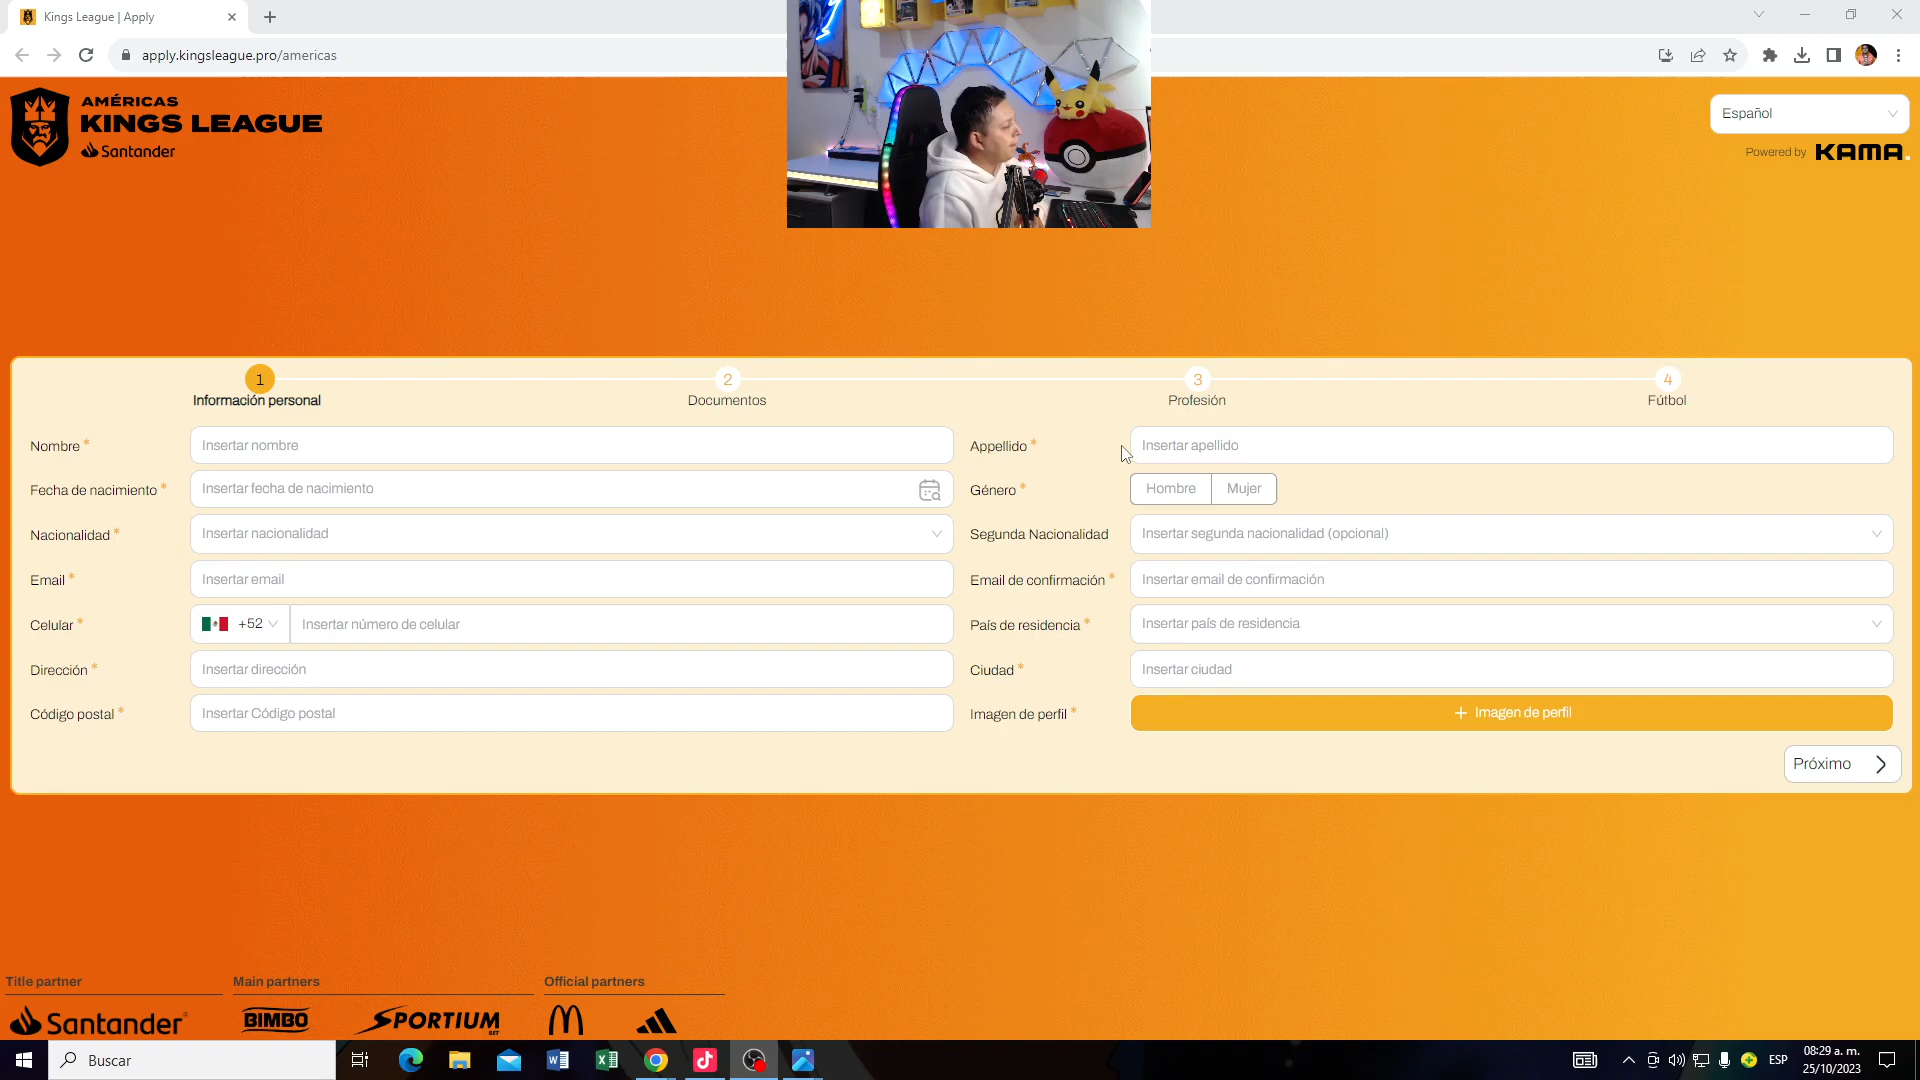 Kings League | Apply
apply.kingsleague.pro/americas
AMÉRICAS
KINGS LEAGUE
Santander
Español
Powered by KAMA.
1
2
3
4
Información personal
Documentos
Profesión
Fútbol
Nombre *
Insertar nombre
Appellido *
Insertar apellido
Fecha de nacimiento *
Insertar fecha de nacimiento
Género *
Hombre
Mujer
Nacionalidad *
Insertar nacionalidad
Segunda Nacionalidad
Insertar segunda nacionalidad (opcional)
Email *
Insertar email
Email de confirmación *
Insertar email de confirmación
Celular *
+52
Insertar número de celular
País de residencia *
Insertar país de residencia
Dirección *
Insertar dirección
Ciudad *
Insertar ciudad
Código postal *
Insertar Código postal
Imagen de perfil *
+ Imagen de perfil
Próximo
Title partner
Main partners
Official partners
Santander
BIMBO
SPORTIUM
BET
Buscar
ESP
08:29 a. m.
25/10/2023